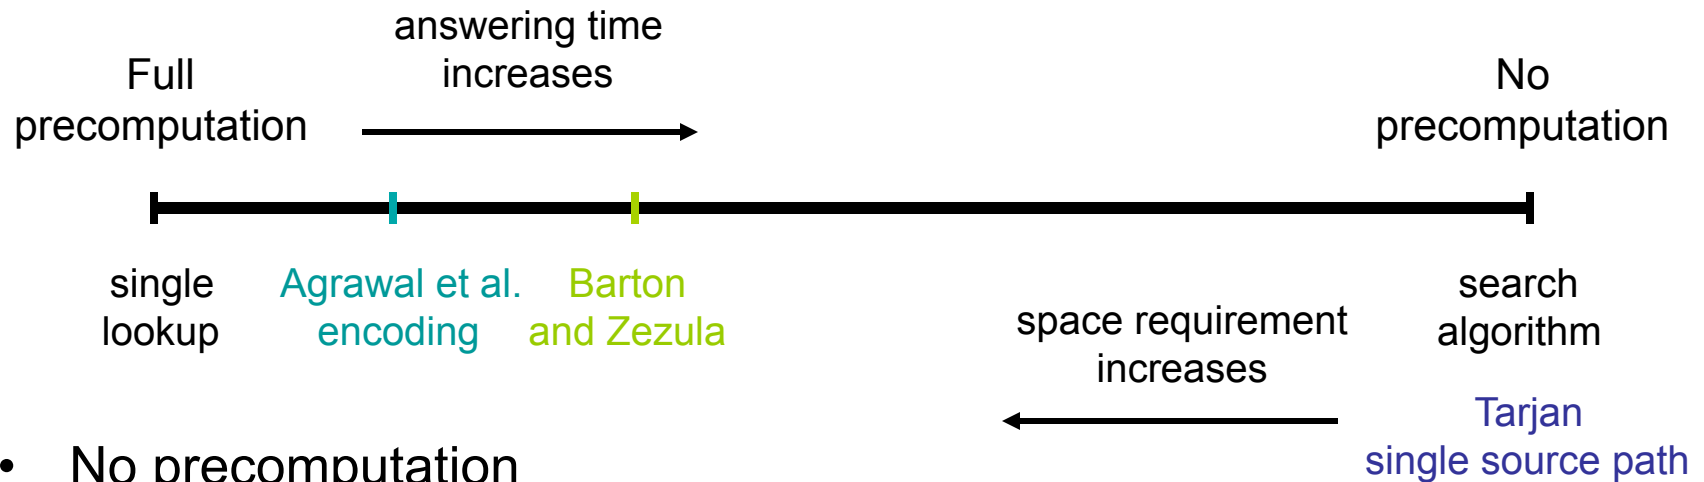 answering time
increases
Full
precomputation
No
precomputation
single
lookup
Agrawal et al.
encoding
Barton
and Zezula
space requirement
increases
search
algorithm
Tarjan
single source path
• No precomputation